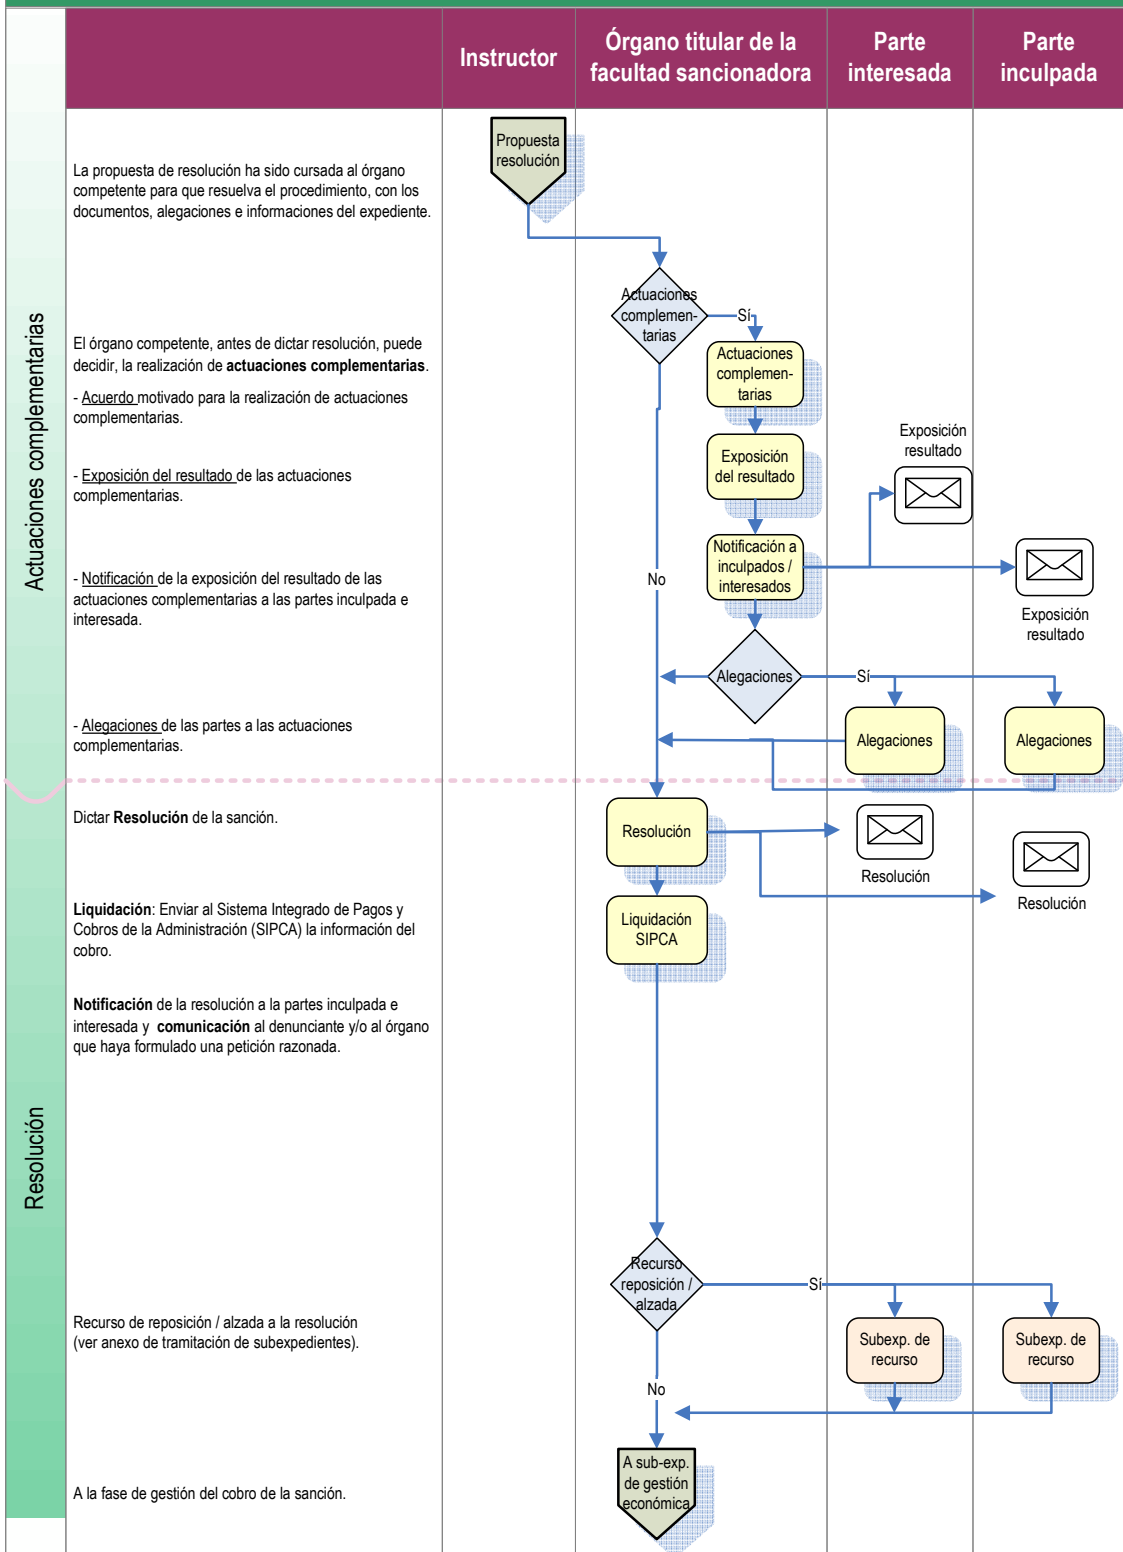 Instructor
Órgano titular de la
facultad sancionadora
Parte
interesada
Parte
inculpada
Actuaciones complementarias
La propuesta de resolución ha sido cursada al órgano
competente para que resuelva el procedimiento, con los
documentos, alegaciones e informaciones del expediente.
Propuesta
resolución
El órgano competente, antes de dictar resolución, puede
decidir, la realización de actuaciones complementarias.
- Acuerdo motivado para la realización de actuaciones
complementarias.
- Exposición del resultado de las actuaciones
complementarias.
- Notificación de la exposición del resultado de las
actuaciones complementarias a las partes inculpada e
interesada.
- Alegaciones de las partes a las actuaciones
complementarias.
Actuaciones
complemen-
tarias
Sí
Actuaciones
complemen-
tarias
Exposición
del resultado
Exposición
resultado
Notificación a
inculpados /
interesados
No
Exposición
resultado
Alegaciones
Sí
Alegaciones
Alegaciones
Resolución
Dictar Resolución de la sanción.
Resolución
Resolución
Resolución
Liquidación: Enviar al Sistema Integrado de Pagos y
Cobros de la Administración (SIPCA) la información del
cobro.
Liquidación
SIPCA
Notificación de la resolución a la partes inculpada e
interesada y comunicación al denunciante y/o al órgano
que haya formulado una petición razonada.
Recurso
reposición /
alzada
Sí
Recurso de reposición / alzada a la resolución
(ver anexo de tramitación de subexpedientes).
Subexp. de
recurso
Subexp. de
recurso
No
A la fase de gestión del cobro de la sanción.
A sub-exp.
de gestión
económica